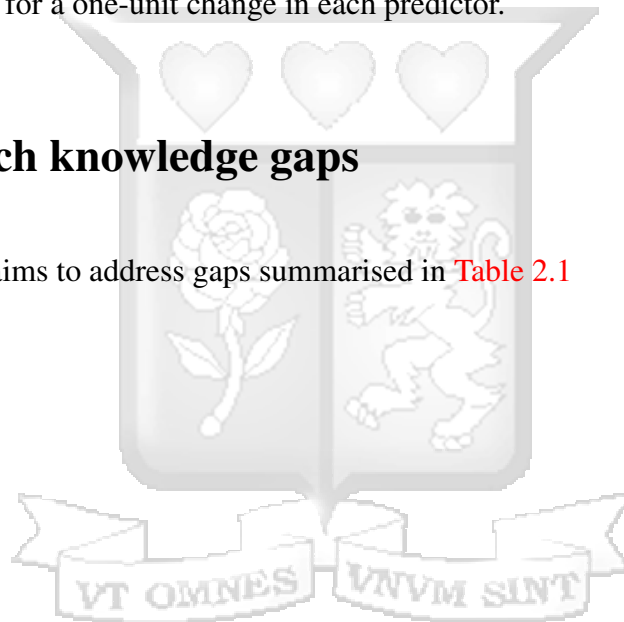 for a one-unit change in each predictor.
ch knowledge gaps
aims to address gaps summarised in Table 2.1
VT OMNES VNVM SINT